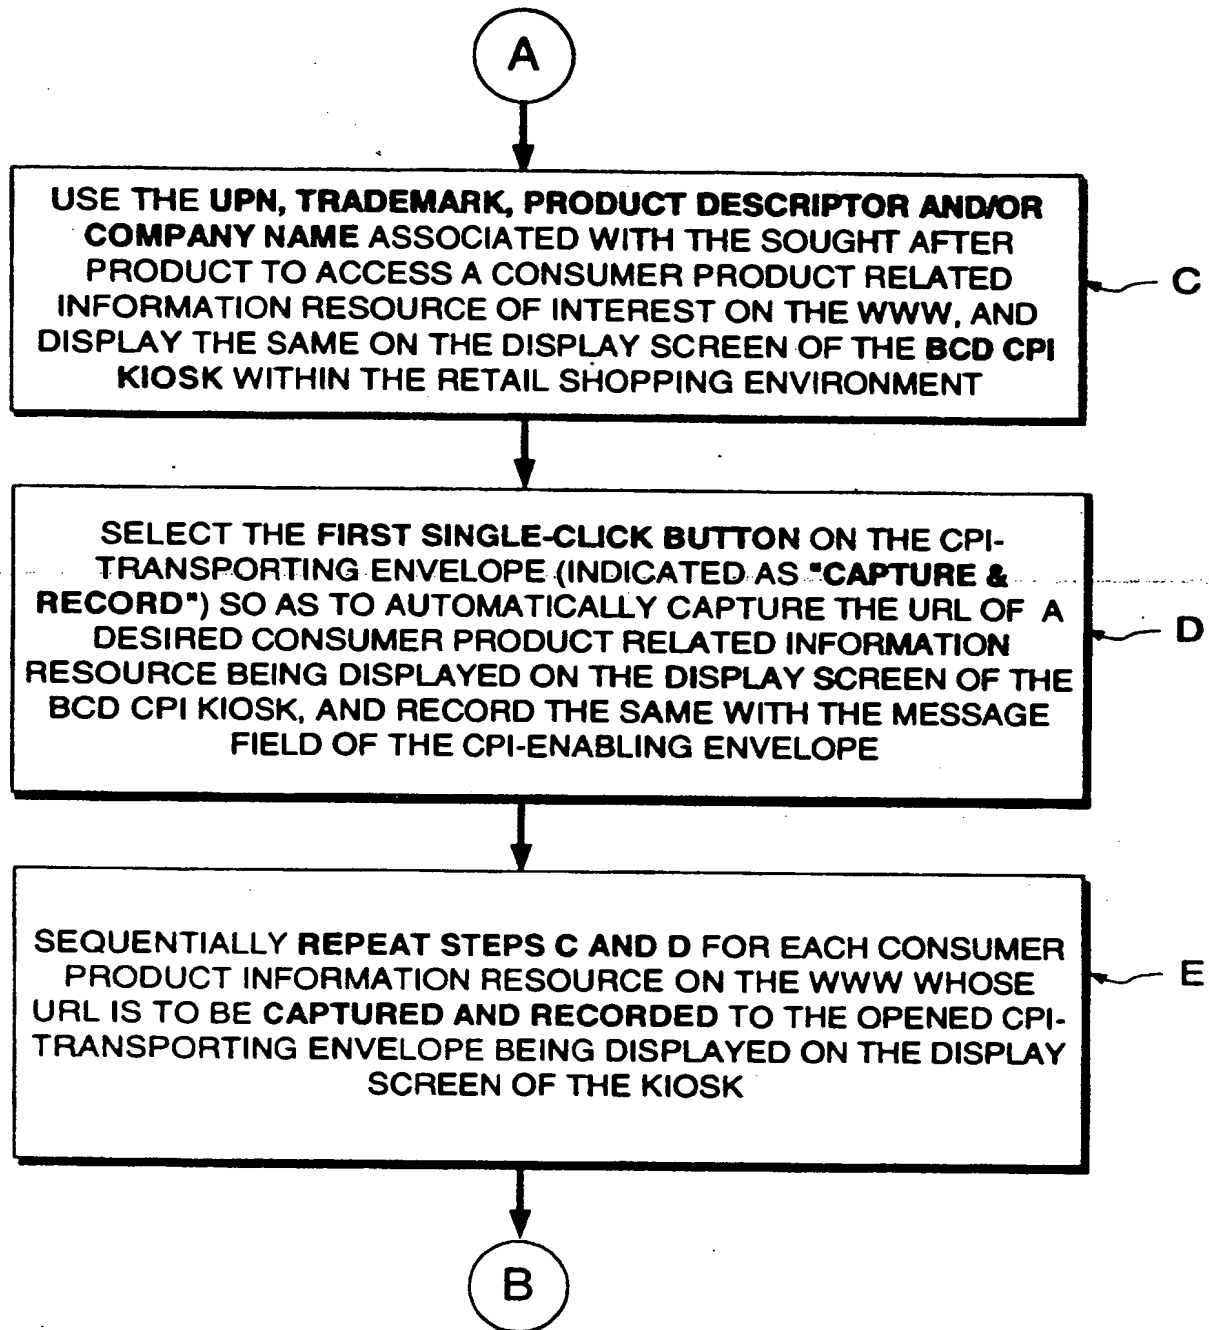 A
USE THE UPN, TRADEMARK, PRODUCT DESCRIPTOR AND/OR
COMPANY NAME ASSOCIATED WITH THE SOUGHT AFTER
PRODUCT TO ACCESS A CONSUMER PRODUCT RELATED
INFORMATION RESOURCE OF INTEREST ON THE WWW, AND
DISPLAY THE SAME ON THE DISPLAY SCREEN OF THE BCD CPI
KIOSK WITHIN THE RETAIL SHOPPING ENVIRONMENT
C
SELECT THE FIRST SINGLE-CLICK BUTTON ON THE CPI-
TRANSPORTING ENVELOPE (INDICATED AS "CAPTURE &
RECORD") SO AS TO AUTOMATICALLY CAPTURE THE URL OF A
DESIRED CONSUMER PRODUCT RELATED INFORMATION
RESOURCE BEING DISPLAYED ON THE DISPLAY SCREEN OF THE
BCD CPI KIOSK, AND RECORD THE SAME WITH THE MESSAGE
FIELD OF THE CPI-ENABLING ENVELOPE
D
SEQUENTIALLY REPEAT STEPS C AND D FOR EACH CONSUMER
PRODUCT INFORMATION RESOURCE ON THE WWW WHOSE
URL IS TO BE CAPTURED AND RECORDED TO THE OPENED CPI-
TRANSPORTING ENVELOPE BEING DISPLAYED ON THE DISPLAY
SCREEN OF THE KIOSK
E
B